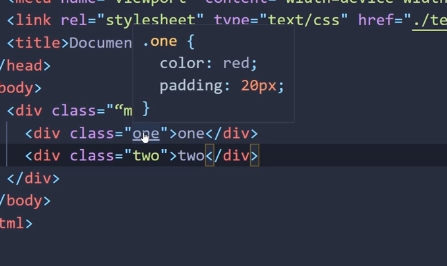 <meta name="viewport" content="width=device-width
<link rel="stylesheet" type="text/css" href="./te
<title>Documen
.one {
color: red;
padding: 20px;
}
/head>
body>
<div class="“m
<div class="one">one</div>
<div class="two">two</div>
</div>
/body>
tml>